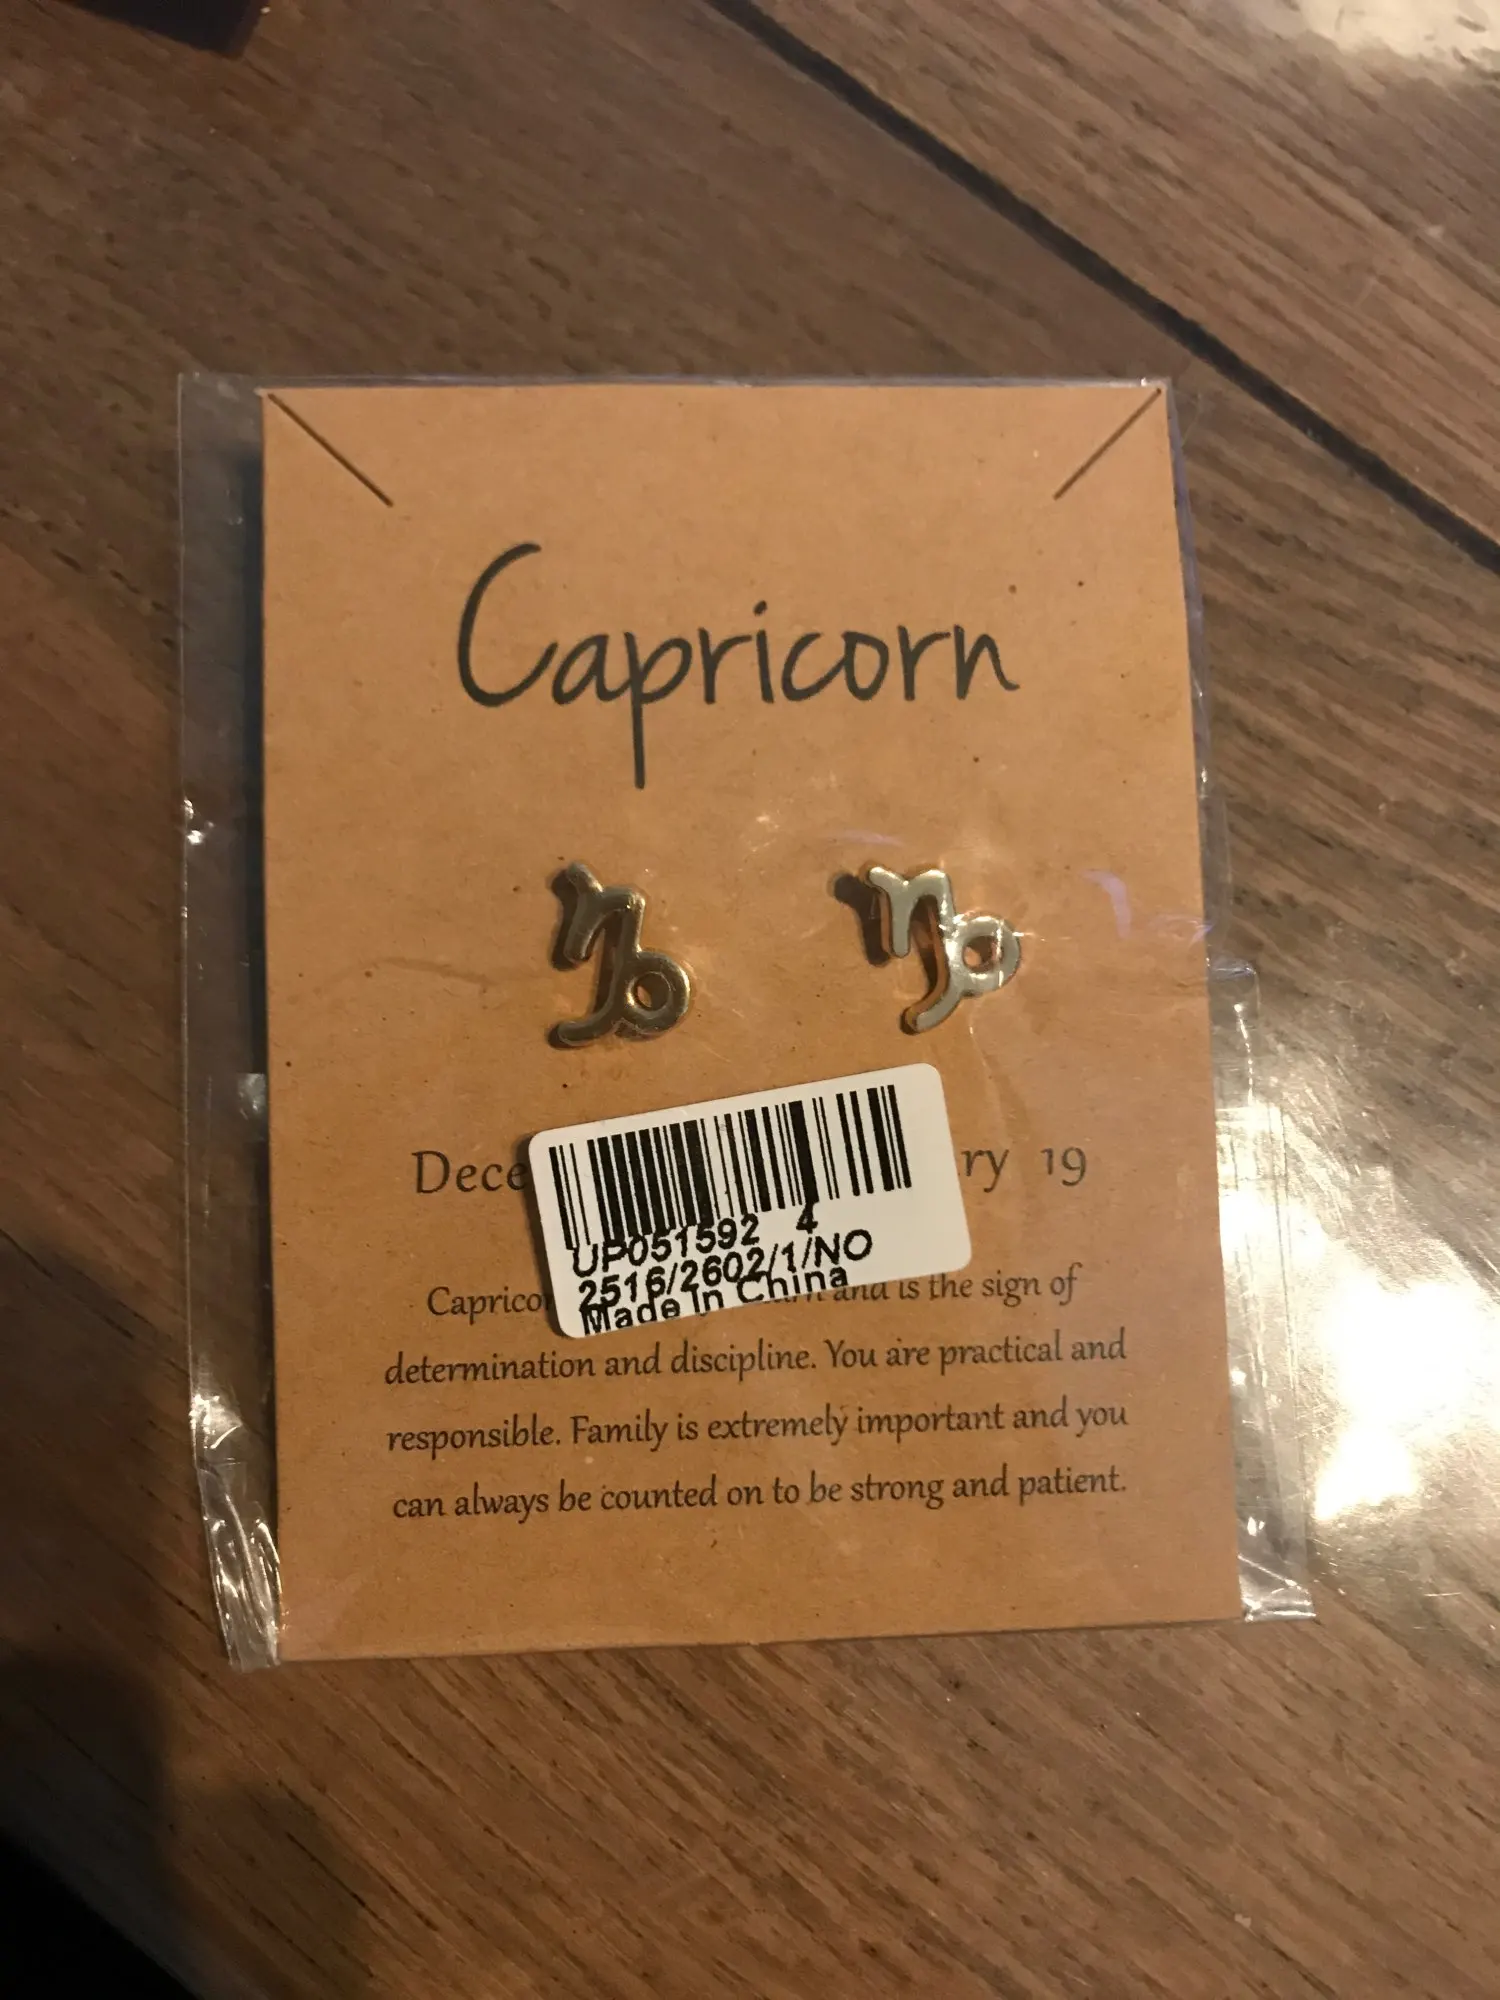 Capricorn
Dece ry 19
UP051592 4
2516/2602/1/NO
Made in China
Caprico and is the sign of
determination and discipline. You are practical and
responsible. Family is extremely important and you
can always be counted on to be strong and patient.